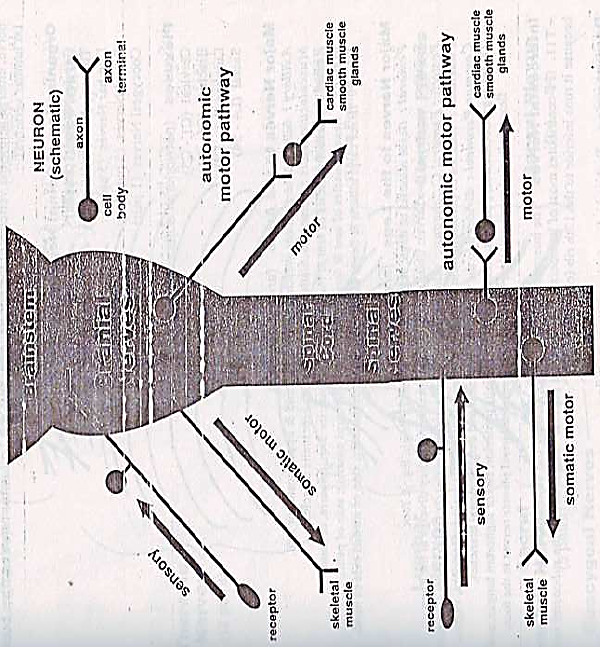 NEURON
(schematic)
axon
axon
terminal
cell
body
autonomic
motor pathway
cardiac muscle
smooth muscle
glands
motor
autonomic motor pathway
cardiac muscle
smooth muscle
glands
motor
Brainstem
Cranial
Nerves
Spinal
Cord
Spinal
Nerves
sensory
receptor
somatic motor
skeletal
muscle
sensory
receptor
somatic motor
skeletal
muscle